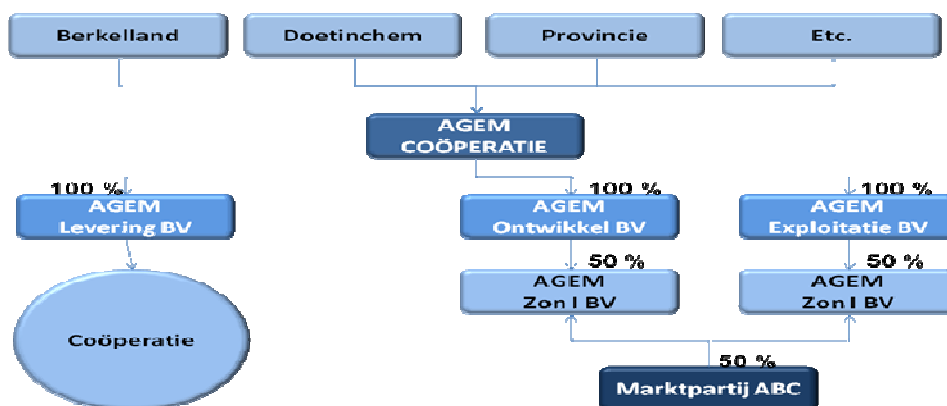 Berkelland
Doetinchem
Provincie
Etc.
AGEM
COÖPERATIE
100 %
100 %
100 %
AGEM
Levering BV
AGEM
Ontwikkel BV
AGEM
Exploitatie BV
50 %
50 %
AGEM
Zon I BV
AGEM
Zon I BV
Coöperatie
50 %
Marktpartij ABC